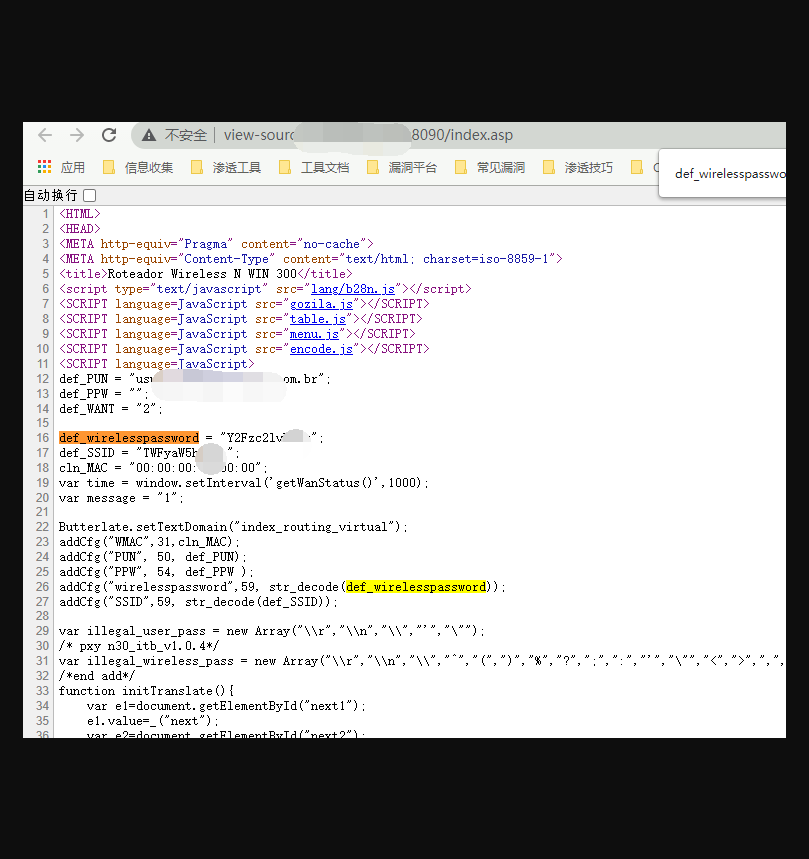 不安全 view-sourc 8090/index.asp
应用 信息收集 渗透工具 工具文档 漏洞平台 常见漏洞 渗透技巧
def_wirelesspasswo
自动换行
1 <HTML>
2 <HEAD>
3 <META http-equiv="Pragma" content="no-cache">
4 <META http-equiv="Content-Type" content="text/html; charset=iso-8859-1">
5 <title>Roteador Wireless N WIN 300</title>
6 <script type="text/javascript" src="lang/b28n.js"></script>
7 <SCRIPT language=JavaScript src="gozila.js"></SCRIPT>
8 <SCRIPT language=JavaScript src="table.js"></SCRIPT>
9 <SCRIPT language=JavaScript src="menu.js"></SCRIPT>
10 <SCRIPT language=JavaScript src="encode.js"></SCRIPT>
11 <SCRIPT language=JavaScript>
12 def_PUN = "usu om.br";
13 def_PPW = "";
14 def_WANT = "2";
15
16 def_wirelesspassword = "Y2Fzc2lv ";
17 def_SSID = "TWFyaW5h ";
18 cln_MAC = "00:00:00: 00:00";
19 var time = window.setInterval('getWanStatus()',1000);
20 var message = "1";
21
22 Butterlate.setTextDomain("index_routing_virtual");
23 addCfg("WMAC",31,cln_MAC);
24 addCfg("PUN", 50, def_PUN);
25 addCfg("PPW", 54, def_PPW );
26 addCfg("wirelesspassword",59, str_decode(def_wirelesspassword));
27 addCfg("SSID",59, str_decode(def_SSID));
28
29 var illegal_user_pass = new Array("\\r","\\n","\\","'","\"");
30 /* pxy n30_itb_v1.0.4*/
31 var illegal_wireless_pass = new Array("\\r","\\n","\\","^","(",")","%","?",";",":","'","\"","<",">",",",
32 /*end add*/
33 function initTranslate(){
34 var e1=document.getElementById("next1");
35 e1.value=_("next");
36 var e2=document.getElementById("next2");